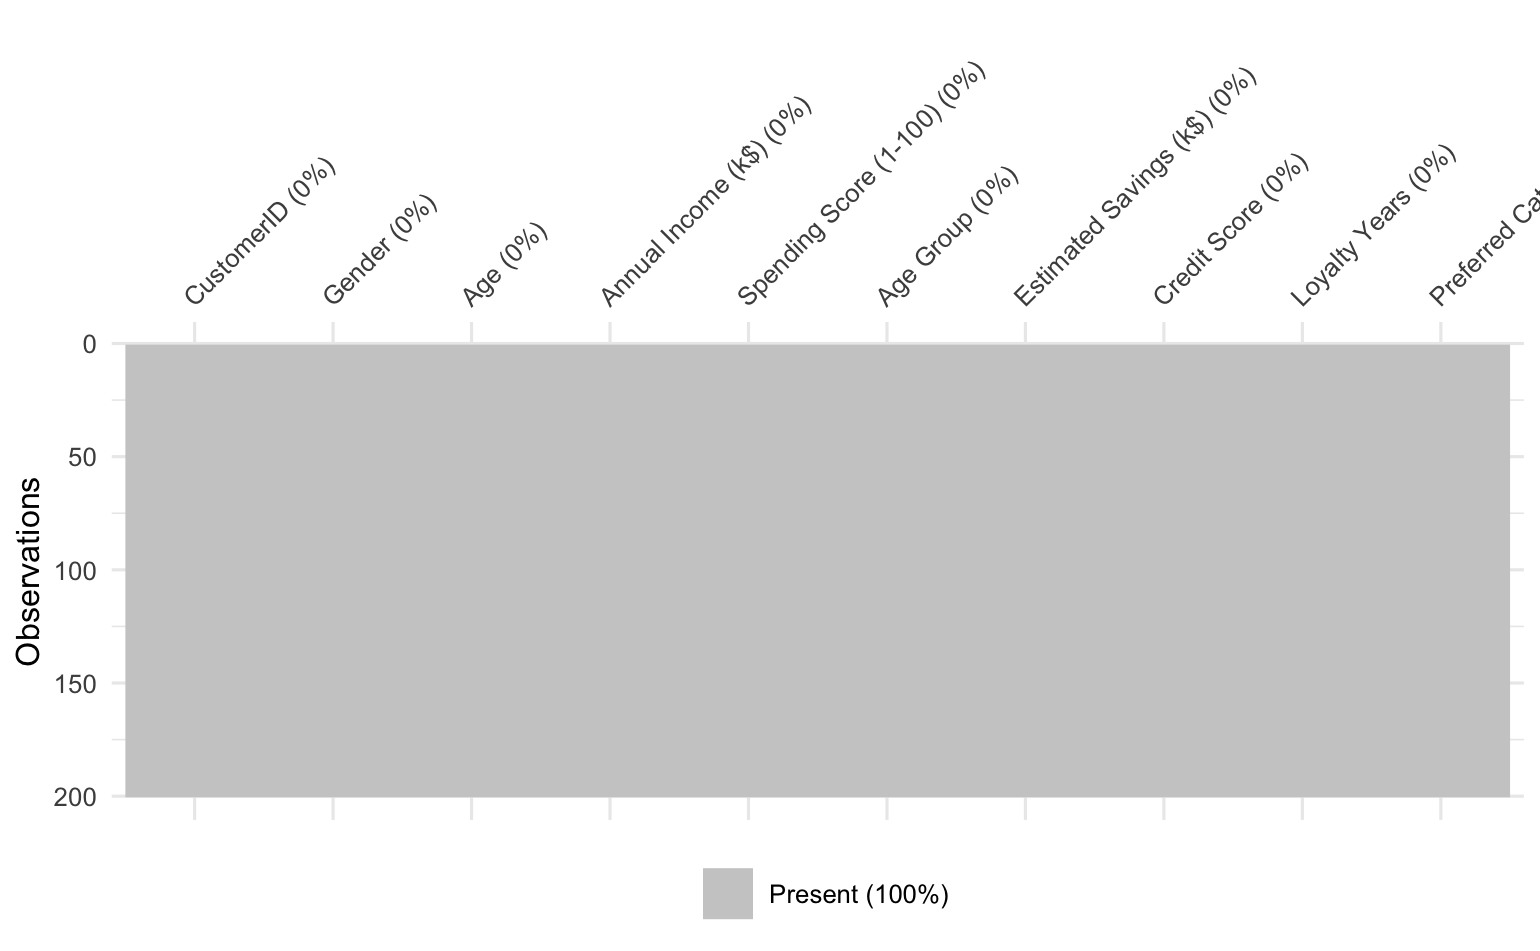 CustomerID (0%)
Gender (0%)
Age (0%)
Annual Income (k$) (0%)
Spending Score (1-100) (0%)
Age Group (0%)
Estimated Savings (k$) (0%)
Credit Score (0%)
Loyalty Years (0%)
Preferred
0
50
100
150
200
Observations
Present (100%)